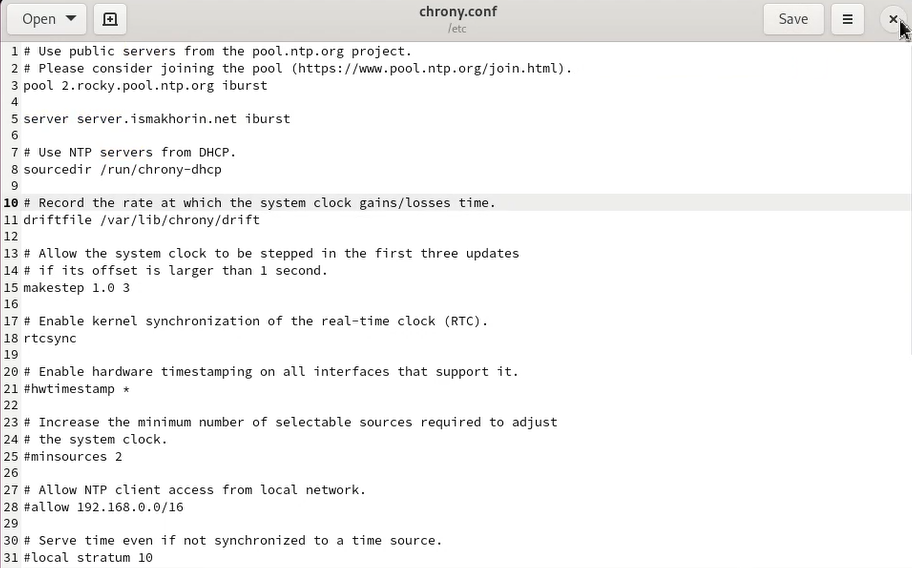 Open
chrony.conf
/etc
Save
1 # Use public servers from the pool.ntp.org project.
2 # Please consider joining the pool (https://www.pool.ntp.org/join.html).
3 pool 2.rocky.pool.ntp.org iburst
4
5 server server.ismakhorin.net iburst
6
7 # Use NTP servers from DHCP.
8 sourcedir /run/chrony-dhcp
9
10 # Record the rate at which the system clock gains/losses time.
11 driftfile /var/lib/chrony/drift
12
13 # Allow the system clock to be stepped in the first three updates
14 # if its offset is larger than 1 second.
15 makestep 1.0 3
16
17 # Enable kernel synchronization of the real-time clock (RTC).
18 rtcsync
19
20 # Enable hardware timestamping on all interfaces that support it.
21 #hwtimestamp *
22
23 # Increase the minimum number of selectable sources required to adjust
24 # the system clock.
25 #minsources 2
26
27 # Allow NTP client access from local network.
28 #allow 192.168.0.0/16
29
30 # Serve time even if not synchronized to a time source.
31 #local stratum 10